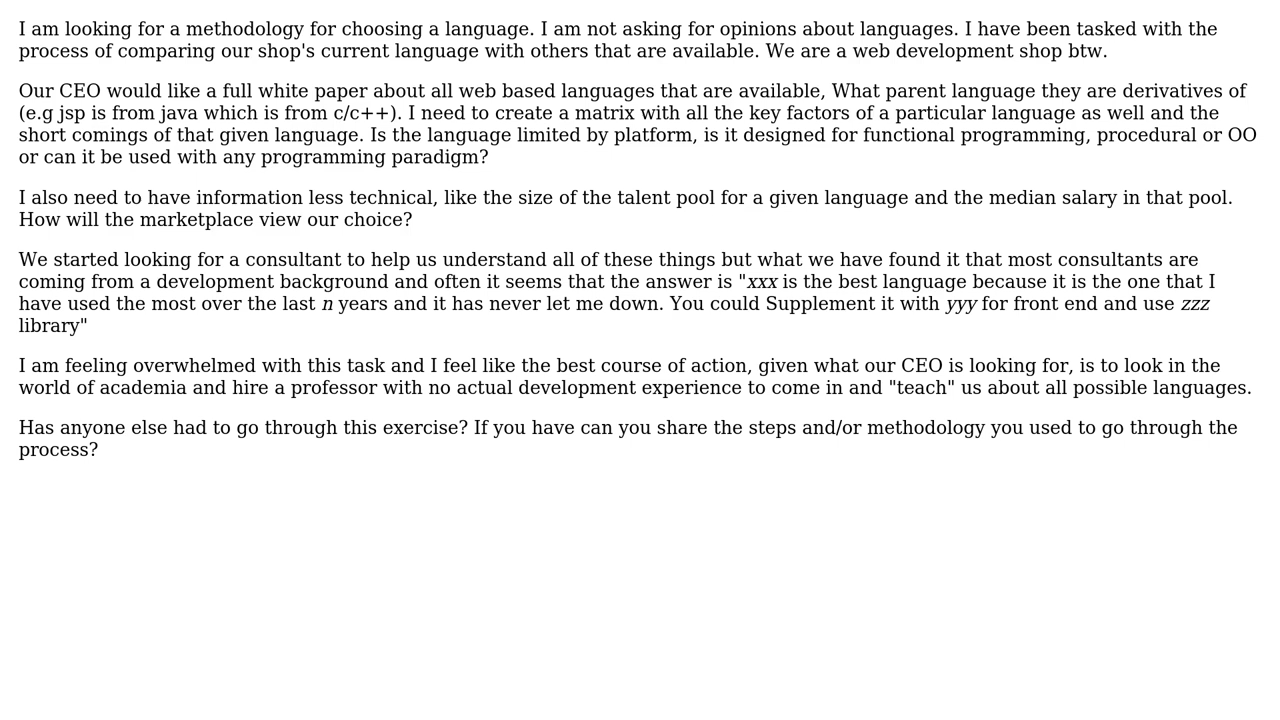 I am looking for a methodology for choosing a language. I am not asking for opinions about languages. I have been tasked with the
process of comparing our shop's current language with others that are available. We are a web development shop btw.
Our CEO would like a full white paper about all web based languages that are available, What parent language they are derivatives of
(e.g jsp is from java which is from c/c++). I need to create a matrix with all the key factors of a particular language as well and the
short comings of that given language. Is the language limited by platform, is it designed for functional programming, procedural or OO
or can it be used with any programming paradigm?
I also need to have information less technical, like the size of the talent pool for a given language and the median salary in that pool.
How will the marketplace view our choice?
We started looking for a consultant to help us understand all of these things but what we have found it that most consultants are
coming from a development background and often it seems that the answer is "xxx is the best language because it is the one that I
have used the most over the last n years and it has never let me down. You could Supplement it with yyy for front end and use zzz
library"
I am feeling overwhelmed with this task and I feel like the best course of action, given what our CEO is looking for, is to look in the
world of academia and hire a professor with no actual development experience to come in and "teach" us about all possible languages.
Has anyone else had to go through this exercise? If you have can you share the steps and/or methodology you used to go through the
process?